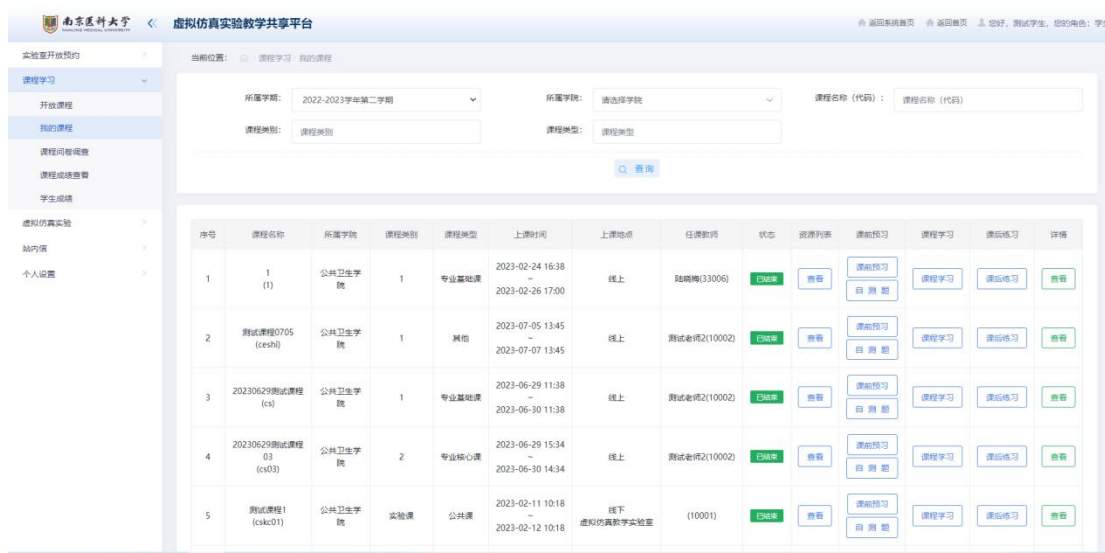 南京医科大学
NANJING MEDICAL UNIVERSITY
虚拟仿真实验教学共享平台
返回系统首页 返回首页 您好, 测试学生, 您的角色: 学生
实验室开放预约
课程学习
开放课程
我的课程
课程问卷调查
课程成绩查看
学生成绩
虚拟仿真实验
站内信
个人设置
当前位置: 课程学习 · 我的课程
所属学期: 2022-2023学年第二学期 所属学院: 请选择学院 课程名称 (代码) : 课程名称 (代码)
课程类别: 课程类别 课程类型: 课程类型
查询
序号 课程名称 所属学院 课程类别 课程类型 上课时间 上课地点 任课教师 状态 资源列表 课前预习 课程学习 课后练习 详情
1 1 (1) 公共卫生学院 1 专业基础课 2023-02-24 16:38 ~ 2023-02-26 17:00 线上 陆晓梅(33006) 已结束 查看 课前预习 自 测 题 课程学习 课后练习 查看
2 测试课程0705 (ceshi) 公共卫生学院 1 其他 2023-07-05 13:45 ~ 2023-07-07 13:45 线上 测试老师2(10002) 已结束 查看 课前预习 自 测 题 课程学习 课后练习 查看
3 20230629测试课程 (cs) 公共卫生学院 1 专业基础课 2023-06-29 11:38 ~ 2023-06-30 11:38 线上 测试老师2(10002) 已结束 查看 课前预习 自 测 题 课程学习 课后练习 查看
4 20230629测试课程03 (cs03) 公共卫生学院 2 专业核心课 2023-06-29 15:34 ~ 2023-06-30 14:34 线上 测试老师2(10002) 已结束 查看 课前预习 自 测 题 课程学习 课后练习 查看
5 测试课程1 (cskc01) 公共卫生学院 实验课 公共课 2023-02-11 10:18 ~ 2023-02-12 10:18 线下 虚拟仿真教学实验室 (10001) 已结束 查看 课前预习 自 测 题 课程学习 课后练习 查看